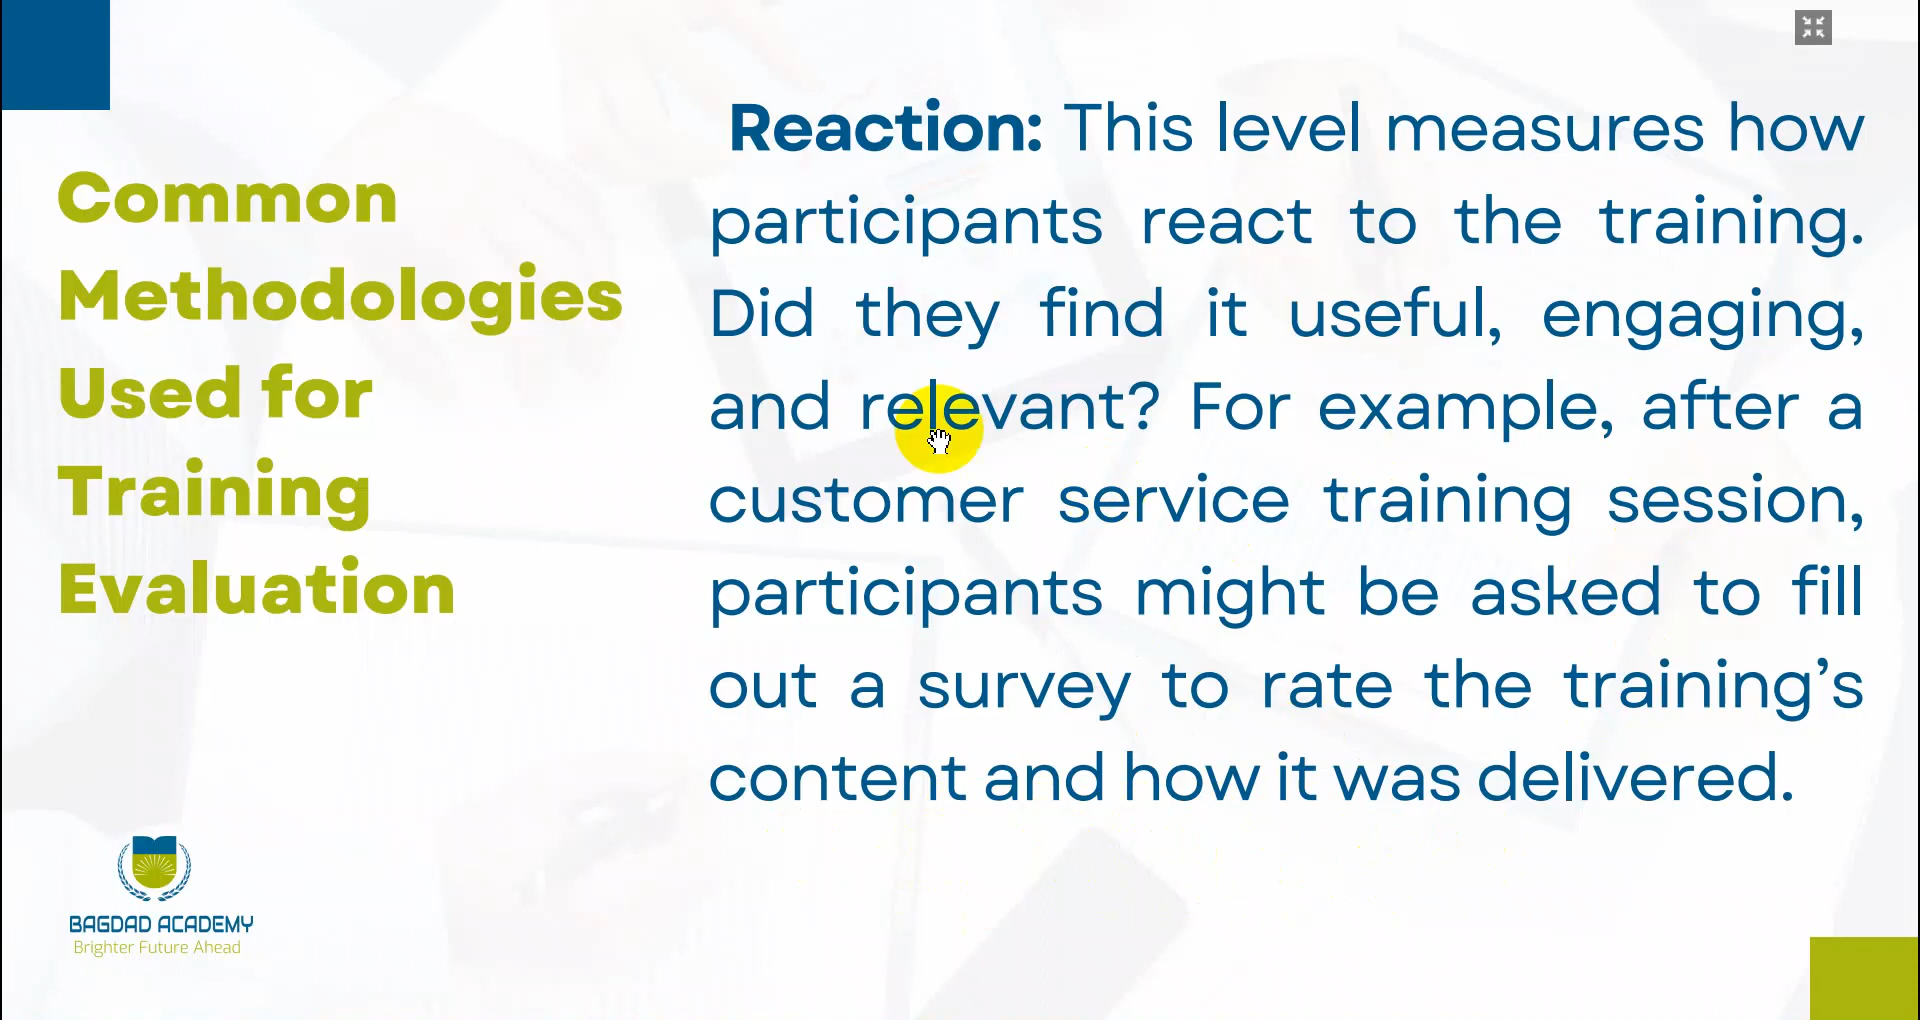 Common
Methodologies
Used for
Training
Evaluation
Reaction: This level measures how
participants react to the training.
Did they find it useful, engaging,
and relevant? For example, after a
customer service training session,
participants might be asked to fill
out a survey to rate the training’s
content and how it was delivered.
BAGDAD ACADEMY
Brighter Future Ahead